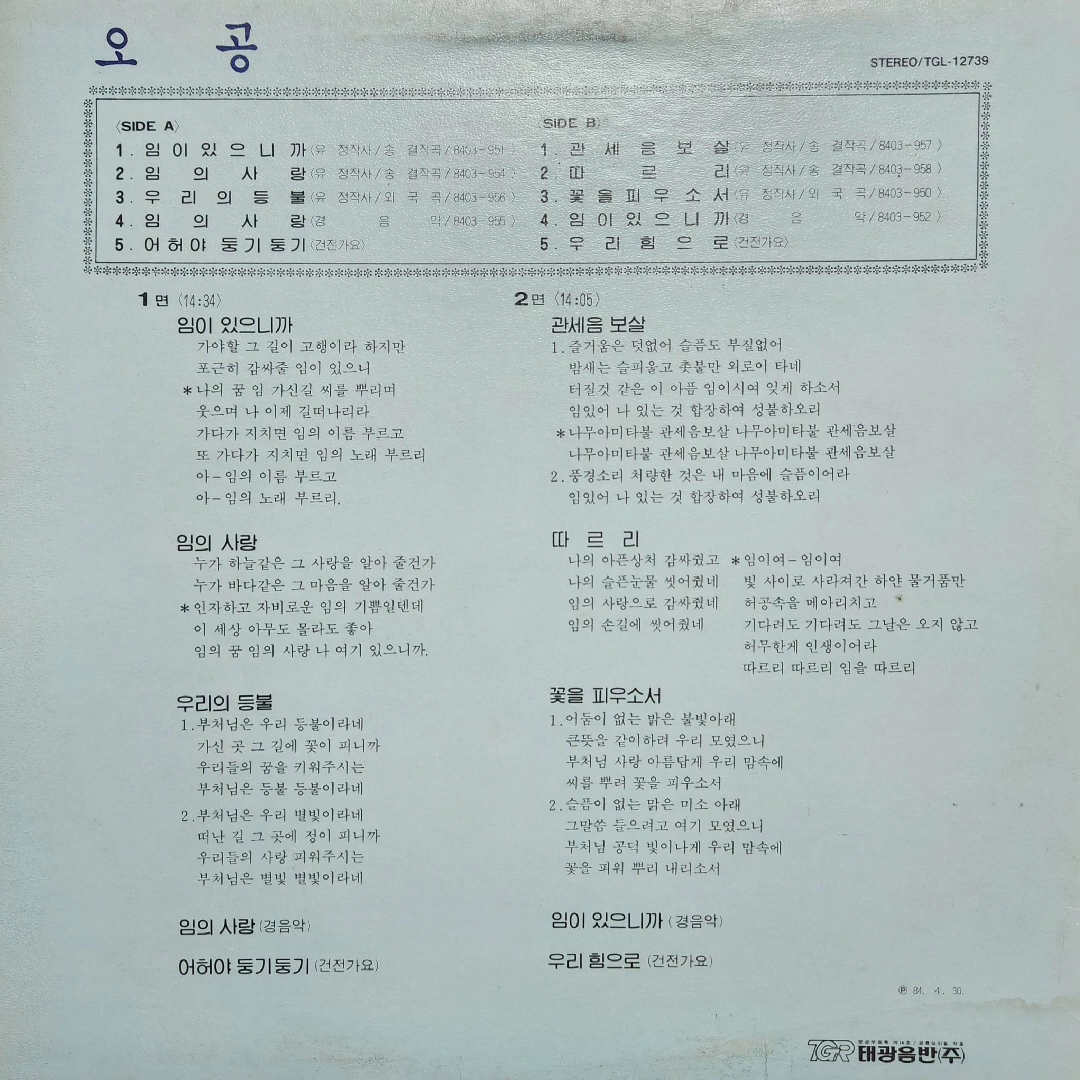 오 공
STEREO/TGL-12739
〈SIDE A〉
1. 임이있으니까〈유 정작사/송 결작곡/8403-951〉
2. 임의사랑〈유 정작사/송 결작곡/8403-954〉
3. 우리의등불〈유 정작사/외국곡/8403-956〉
4. 임의사랑〈경음악/8403-955〉
5. 어허야 둥기둥기〈건전가요〉
〈SIDE B〉
1. 관세음보살〈유 정작사/송 결작곡/8403-957〉
2. 따르리〈유 정작사/송 결작곡/8403-958〉
3. 꽃을피우소서〈유 정작사/외국곡/8403-960〉
4. 임이있으니까〈경음악/8403-952〉
5. 우리힘으로〈건전가요〉
1면〈14:34〉
임이 있으니까
가야할 그 길이 고행이라 하지만
포근히 감싸줄 임이 있으니
*나의 꿈 임 가신길 씨를 뿌리며
웃으며 나 이제 길떠나리라
가다가 지치면 임의 이름 부르고
또 가다가 지치면 임의 노래 부르리
아-임의 이름 부르고
아-임의 노래 부르리.
임의 사랑
누가 하늘같은 그 사랑을 알아 줄건가
누가 바다같은 그 마음을 알아 줄건가
*인자하고 자비로운 임의 기쁨일텐데
이 세상 아무도 몰라도 좋아
임의 꿈 임의 사랑 나 여기 있으니까.
우리의 등불
1.부처님은 우리 등불이라네
가신 곳 그 길에 꽃이 피니까
우리들의 꿈을 키워주시는
부처님은 등불 등불이라네
2.부처님은 우리 별빛이라네
떠난 길 그 곳에 정이 피니까
우리들의 사랑 피워주시는
부처님은 별빛 별빛이라네
임의 사랑(경음악)
어허야 둥기둥기(건전가요)
2면〈14:05〉
관세음 보살
1.즐거움은 덧없어 슬픔도 부질없어
밤새는 슬피울고 촛불만 외로이 타네
터질것 같은 이 아픔 임이시여 잊게 하소서
임있어 나 있는 것 합장하여 성불하오리
*나무아미타불 관세음보살 나무아미타불 관세음보살
나무아미타불 관세음보살 나무아미타불 관세음보살
2.풍경소리 처량한 것은 내 마음에 슬픔이어라
임있어 나 있는 것 합장하여 성불하오리
따 르 리
나의 아픈상처 감싸줬고
나의 슬픈눈물 씻어줬네
임의 사랑으로 감싸줬네
임의 손길에 씻어줬네
*임이여-임이여
빛 사이로 사라져간 하얀 물거품만
허공속을 메아리치고
기다려도 기다려도 그날은 오지 않고
허무한게 인생이어라
따르리 따르리 임을 따르리
꽃을 피우소서
1.어둠이 없는 밝은 불빛아래
큰뜻을 같이하려 우리 모였으니
부처님 사랑 아름답게 우리 맘속에
씨를 뿌려 꽃을 피우소서
2.슬픔이 없는 맑은 미소 아래
그말씀 들으려고 여기 모였으니
부처님 공덕 빛이나게 우리 맘속에
꽃을 피워 뿌리 내리소서
임이 있으니까(경음악)
우리 힘으로(건전가요)
℗ 84. 4. 30.
TGR 태광음반(주)